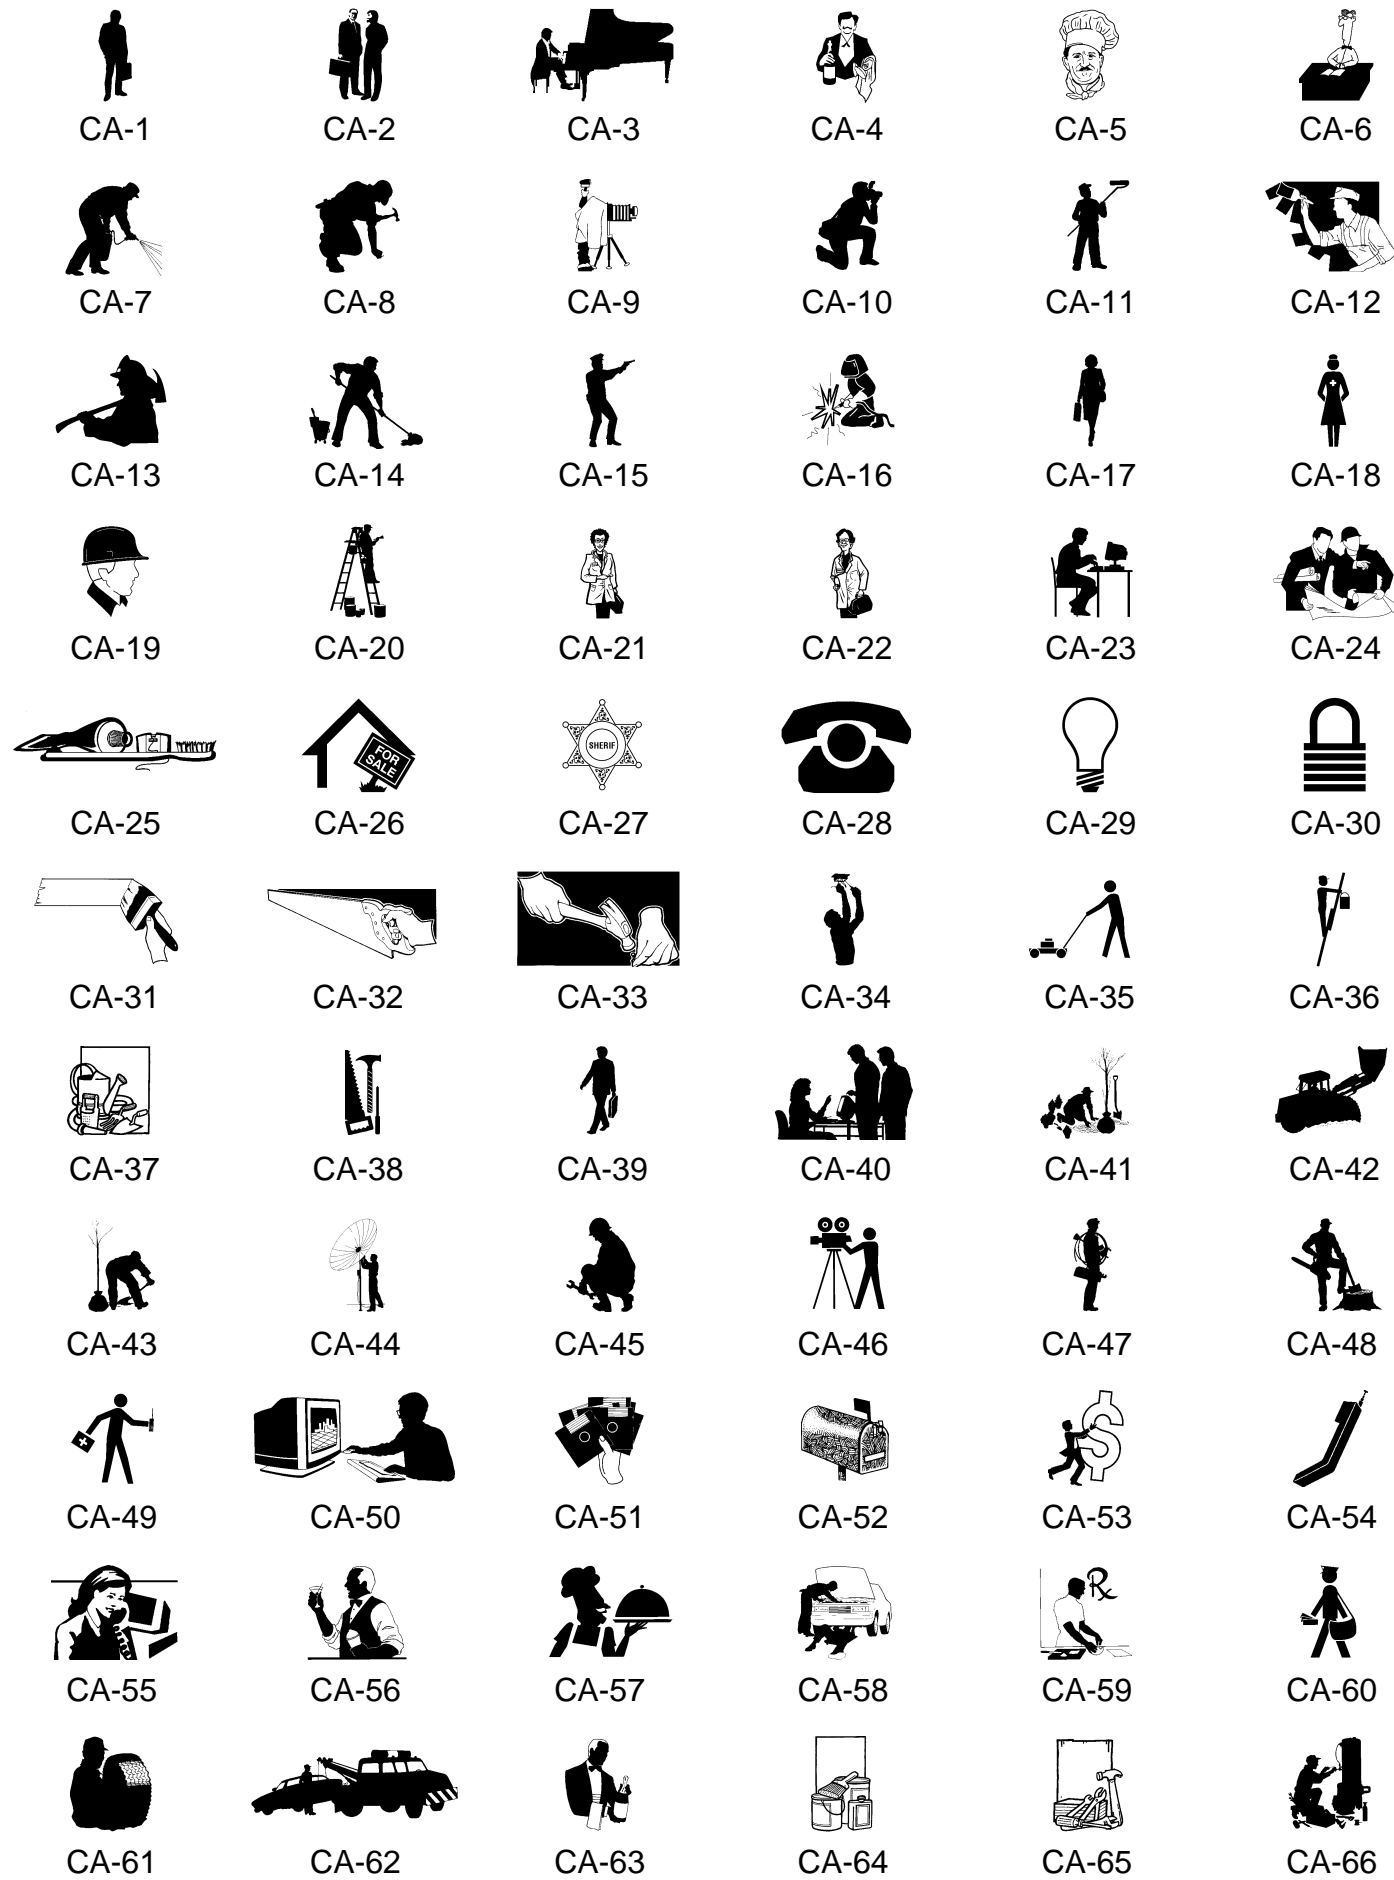 CA-1 CA-2 CA-3 CA-4 CA-5 CA-6
CA-7 CA-8 CA-9 CA-10 CA-11 CA-12
CA-13 CA-14 CA-15 CA-16 CA-17 CA-18
CA-19 CA-20 CA-21 CA-22 CA-23 CA-24
FOR
SALE
SHERIF
CA-25 CA-26 CA-27 CA-28 CA-29 CA-30
CA-31 CA-32 CA-33 CA-34 CA-35 CA-36
CA-37 CA-38 CA-39 CA-40 CA-41 CA-42
CA-43 CA-44 CA-45 CA-46 CA-47 CA-48
$
CA-49 CA-50 CA-51 CA-52 CA-53 CA-54
Rx
CA-55 CA-56 CA-57 CA-58 CA-59 CA-60
CA-61 CA-62 CA-63 CA-64 CA-65 CA-66